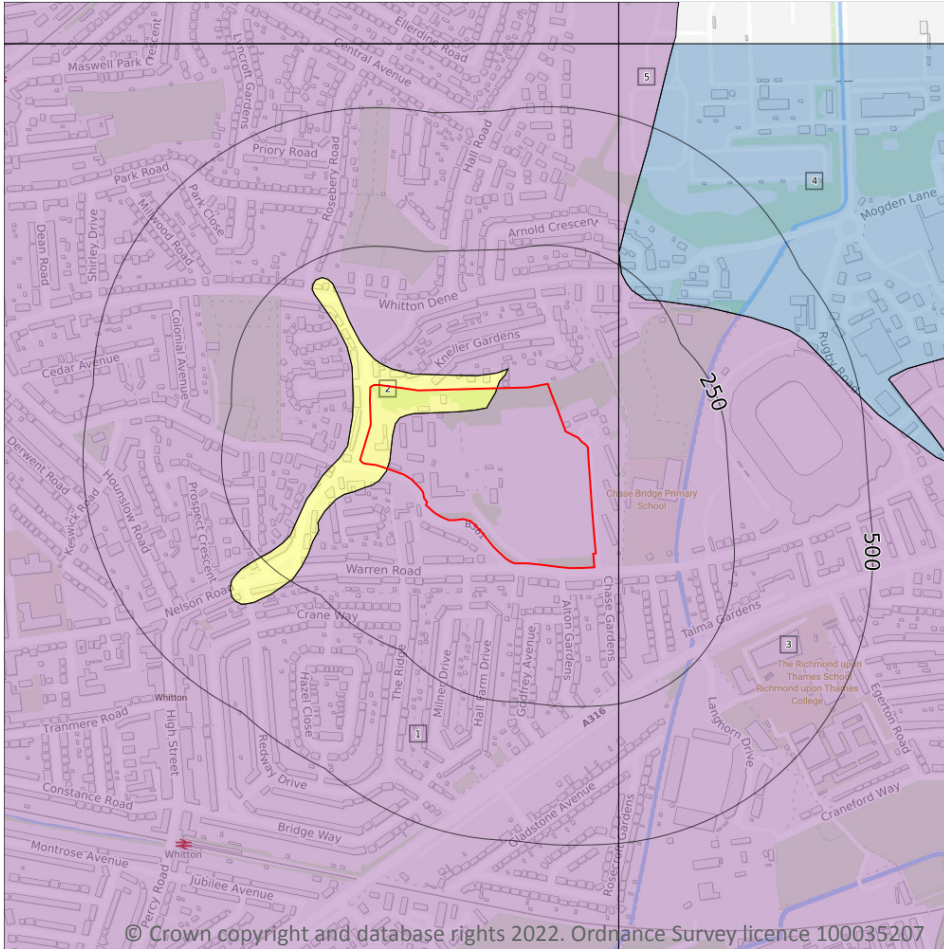 Ellerdine Road
Central Avenue
Lyncroft Gardens
Crescent
Maswell Park
5
Hall Road
Priory Road
Rosebery Road
Park Road
Park Close
Millwood Road
4
Mogden Lane
Dean Road
Shirley Drive
Arnold Crescen
Whitton Dene
Colonial Avenue
Kneller Gardens
Rugby Road
Cedar Avenue
2
250
Derwent Road
Hounslow Road
Keswick Road
Prospect Crescent
Chase Bridge Primary
School
B361
500
Warren Road
Nelson Road
Crane Way
Chase Gardens
Alton Gardens
Talma Gardens
The Ridge
Milner Drive
Hall Farm Drive
Godfrey Avenue
3
The Richmond upon
Thames School
Richmond upon Thames
College
Egerton Road
Hazel Close
Whitton
Tranmere Road
High Street
A316
Langhorn Drive
1
Redway Drive
Constance Road
Craneford Way
Bridge Way
Gladstone Avenue
Rosecroft Gardens
Montrose Avenue
Whitton
Jubilee Avenue
Percy Road
© Crown copyright and database rights 2022. Ordnance Survey licence 100035207